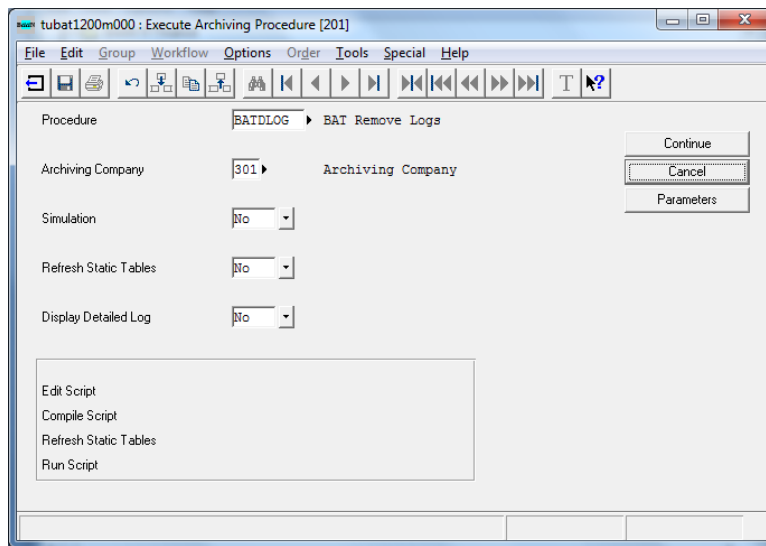 tubat1200m000 : Execute Archiving Procedure [201]
File Edit Group Workflow Options Order Tools Special Help
T ?
Procedure BATDLOG BAT Remove Logs
Continue
Archiving Company 301 Archiving Company
Cancel
Parameters
Simulation No
Refresh Static Tables No
Display Detailed Log No
Edit Script
Compile Script
Refresh Static Tables
Run Script